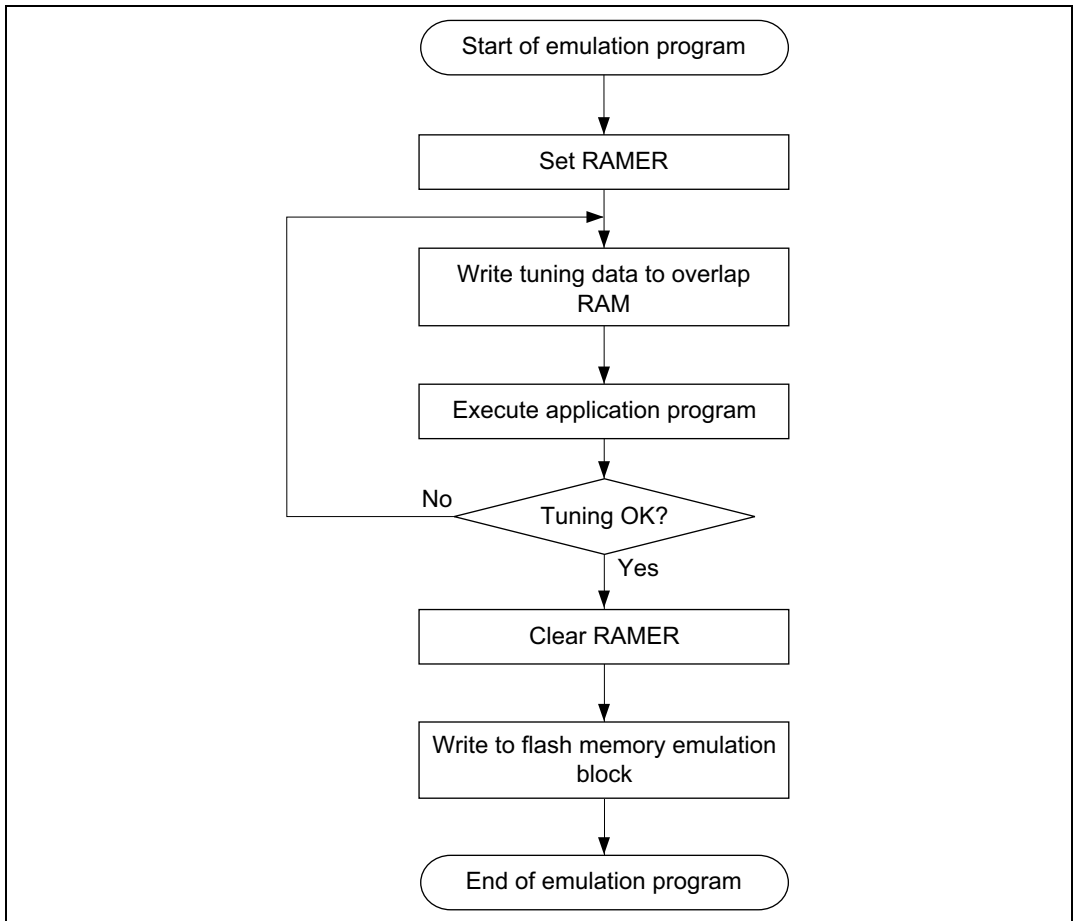 Start of emulation program
Set RAMER
Write tuning data to overlap
RAM
Execute application program
No
Tuning OK?
Yes
Clear RAMER
Write to flash memory emulation
block
End of emulation program